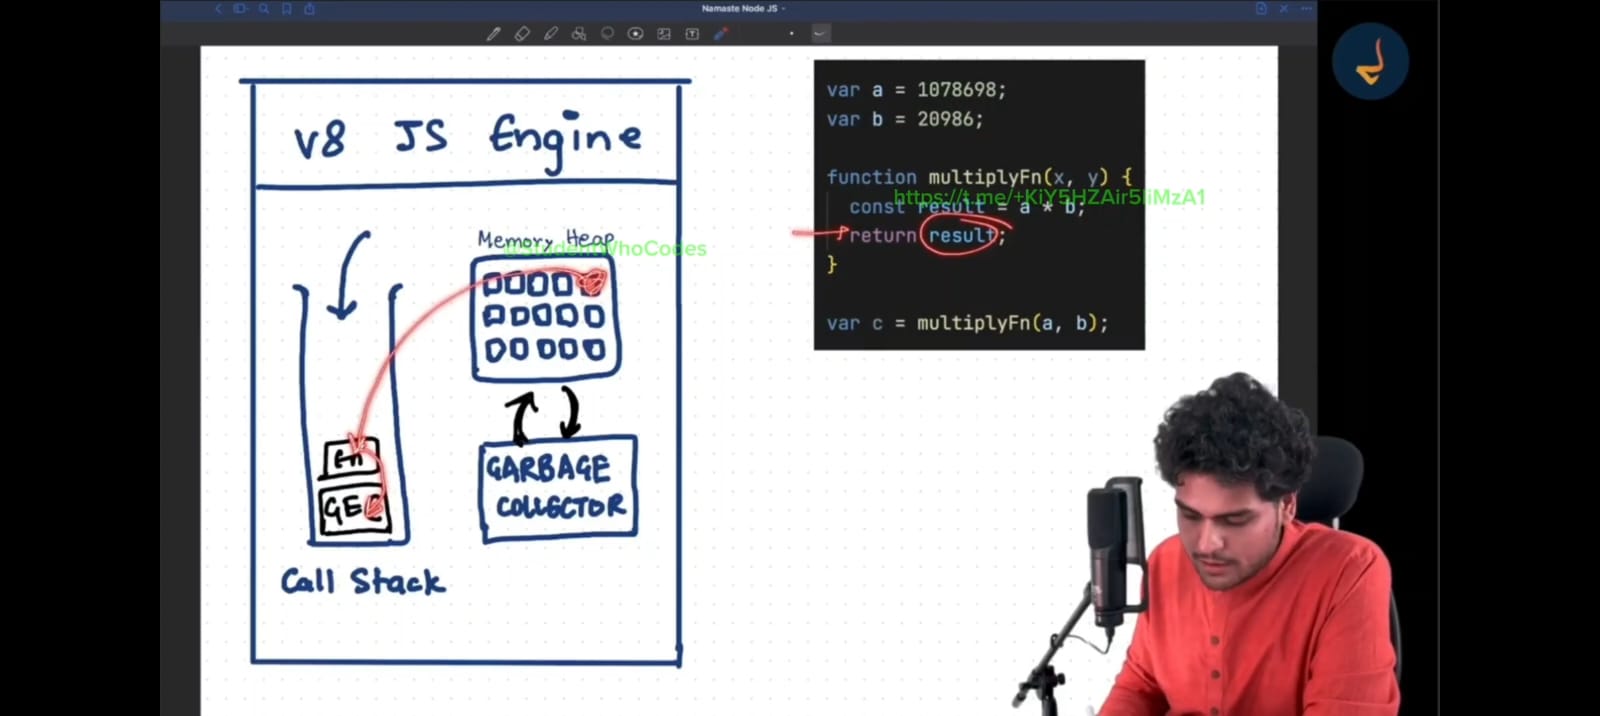 Namaste Node JS
V8 JS Engine
Memory Heap
@StudentWhoCodes
Fn
GEC
GARBAGE
COLLECTOR
Call Stack
var a = 1078698;
var b = 20986;
function multiplyFn(x, y) {
https://t.me/+KiY5HZAir5liMzA1
const result = a * b;
return result;
}
var c = multiplyFn(a, b);